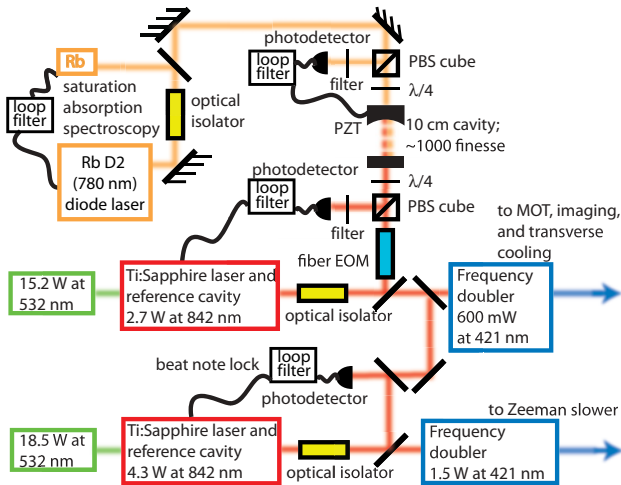 photodetector
PBS cube
Rb
loop
filter
filter
λ/4
saturation
absorption
spectroscopy
optical
isolator
loop
filter
PZT
10 cm cavity;
~1000 finesse
Rb D2
(780 nm)
diode laser
photodetector
λ/4
loop
filter
PBS cube
filter
to MOT, imaging,
and transverse
cooling
fiber EOM
15.2 W at
532 nm
Ti:Sapphire laser and
reference cavity
2.7 W at 842 nm
optical isolator
Frequency
doubler
600 mW
at 421 nm
beat note lock
loop
filter
photodetector
to Zeeman slower
18.5 W at
532 nm
Ti:Sapphire laser and
reference cavity
4.3 W at 842 nm
optical isolator
Frequency
doubler
1.5 W at 421 nm